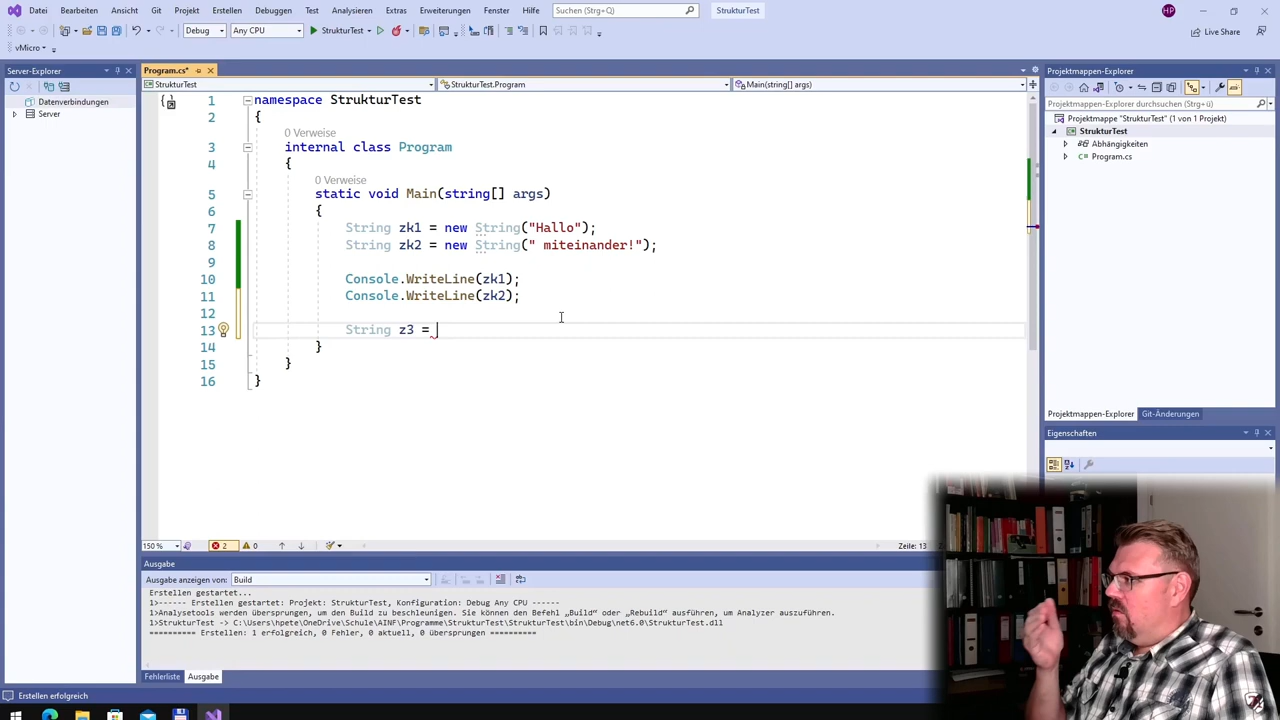 Datei Bearbeiten Ansicht Git Projekt Erstellen Debuggen Test Analysieren Extras Erweiterungen Fenster Hilfe Suchen (Strg+Q) StrukturTest HP
Debug Any CPU StrukturTest Live Share
vMicro
Server-Explorer
Datenverbindungen
Server
Program.cs*
StrukturTest StrukturTest.Program Main(string[] args)
1 namespace StrukturTest
2 {
0 Verweise
3 internal class Program
4 {
0 Verweise
5 static void Main(string[] args)
6 {
7 String zk1 = new String("Hallo");
8 String zk2 = new String(" miteinander!");
9
10 Console.WriteLine(zk1);
11 Console.WriteLine(zk2);
12
13 String z3 =
14 }
15 }
16 }
150 % 2 0 Zeile: 13
Ausgabe
Ausgabe anzeigen von: Build
Erstellen gestartet...
1>------ Erstellen gestartet: Projekt: StrukturTest, Konfiguration: Debug Any CPU ------
1>Analysetools werden übersprungen, um den Build zu beschleunigen. Sie können den Befehl „Build“ oder „Rebuild“ ausführen, um Analyzer auszuführen.
1>StrukturTest -> C:\Users\hpete\OneDrive\Schule\AINF\Programme\StrukturTest\StrukturTest\bin\Debug\net6.0\StrukturTest.dll
========== Erstellen: 1 erfolgreich, 0 Fehler, 0 aktuell, 0 übersprungen ==========
Fehlerliste Ausgabe
Erstellen erfolgreich
Projektmappen-Explorer
Projektmappen-Explorer durchsuchen (Strg+ü)
Projektmappe "StrukturTest" (1 von 1 Projekt)
StrukturTest
Abhängigkeiten
Program.cs
Projektmappen-Explorer Git-Änderungen
Eigenschaften